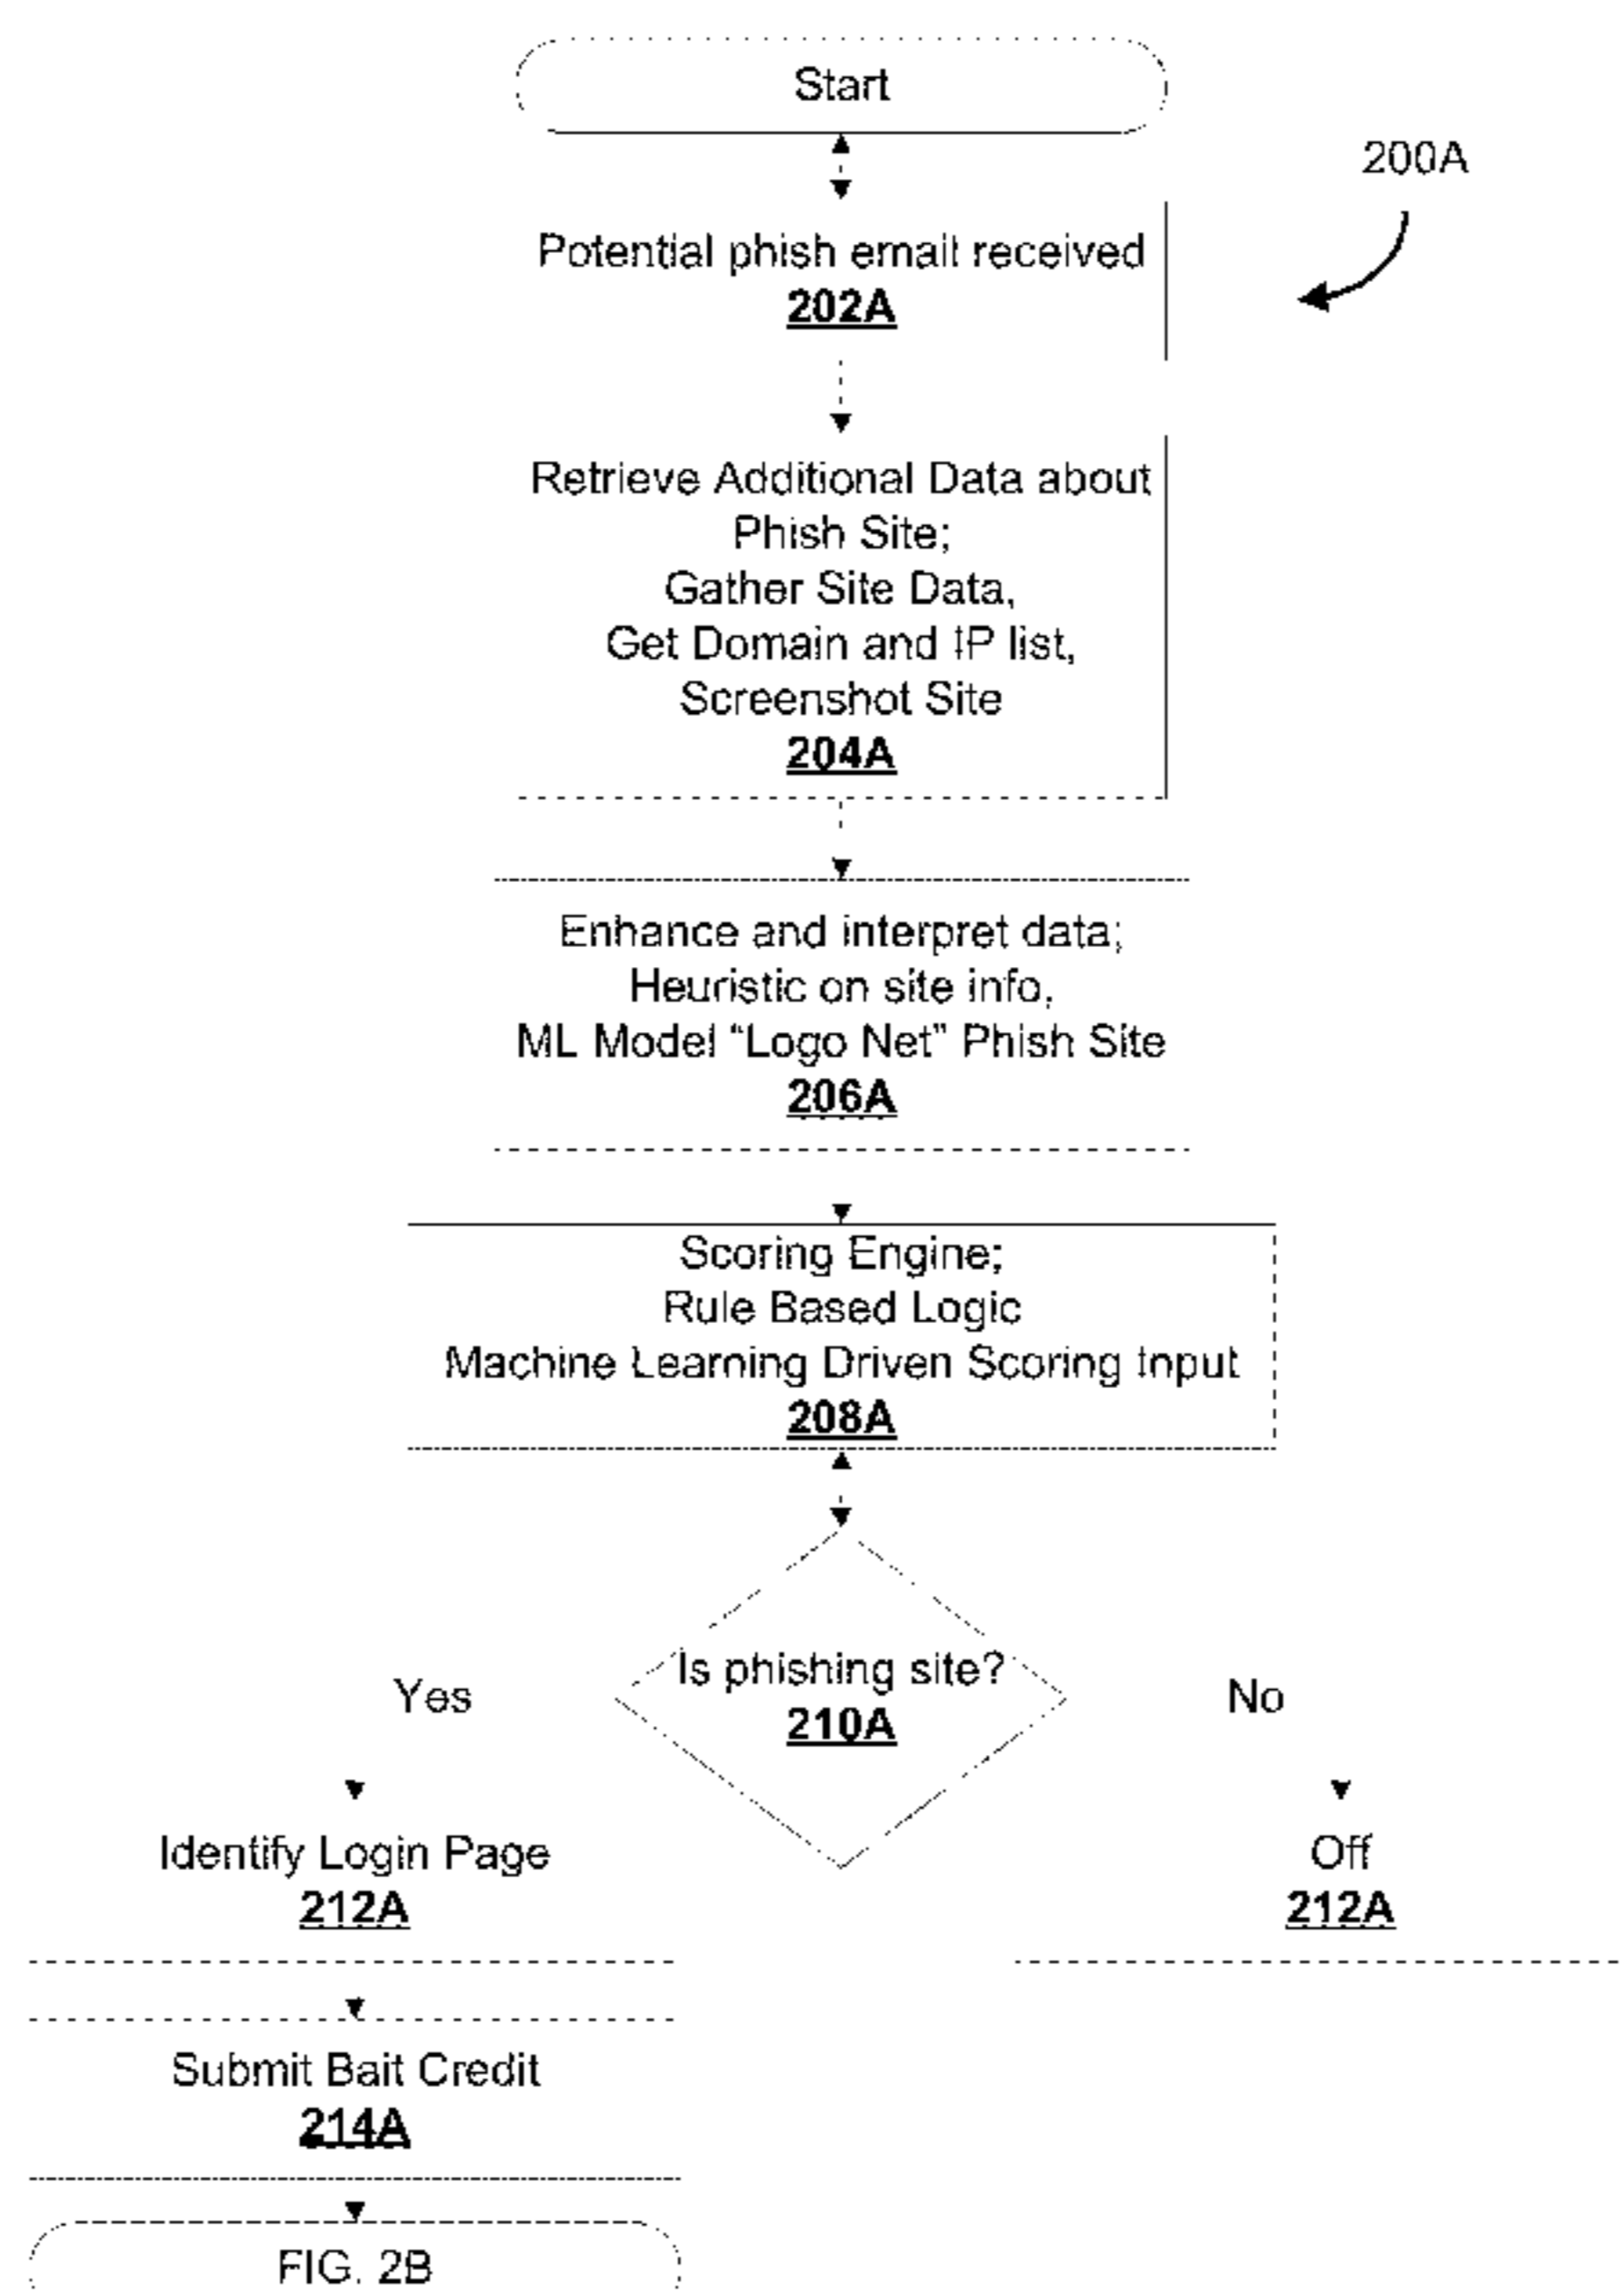 Start
200A
Potential phish email received
202A
Retrieve Additional Data about
Phish Site;
Gather Site Data,
Get Domain and IP list,
Screenshot Site
204A
Enhance and interpret data;
Heuristic on site info,
ML Model “Logo Net” Phish Site
206A
Scoring Engine;
Rule Based Logic
Machine Learning Driven Scoring Input
208A
Is phishing site?
210A
Yes
No
Identify Login Page
212A
Off
212A
Submit Bait Credit
214A
FIG. 2B